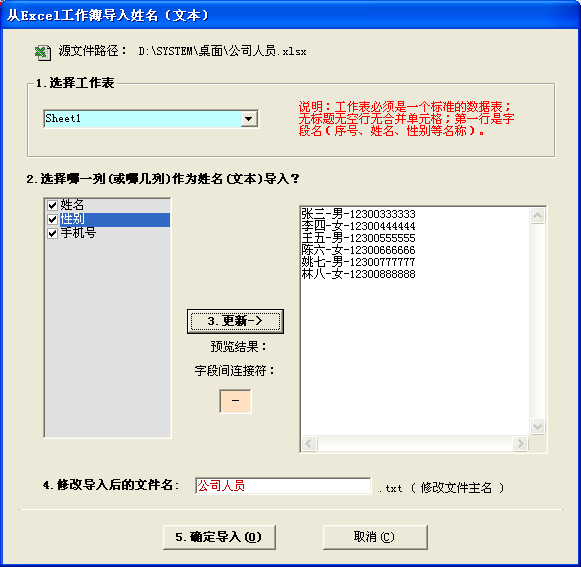 从Excel工作簿导入姓名（文本）
源文件路径： D:\SYSTEM\桌面\公司人员.xlsx
1.选择工作表
Sheet1
说明：工作表必须是一个标准的数据表；
无标题无空行无合并单元格；第一行是字
段名（序号、姓名、性别等名称）。
2.选择哪一列(或哪几列)作为姓名(文本)导入？
姓名
性别
手机号
张三-男-12300333333
李四-女-12300444444
王五-男-12300555555
陈六-女-12300666666
姚七-男-12300777777
林八-女-12300888888
3.更新->
预览结果：
字段间连接符：
-
4.修改导入后的文件名: 公司人员 .txt （ 修改文件主名 ）
5.确定导入(O) 取消(C)